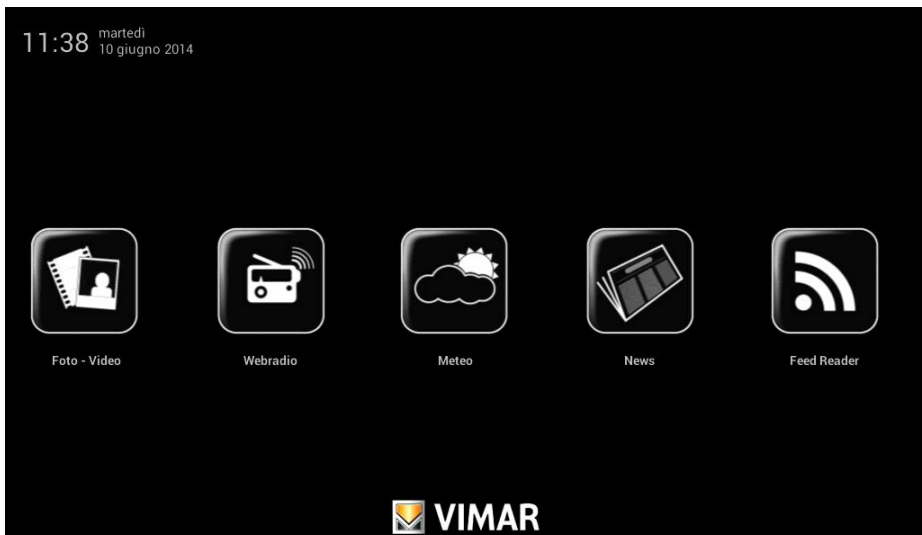 11:38
martedì
10 giugno 2014
Foto - Video
Webradio
Meteo
News
Feed Reader
VIMAR